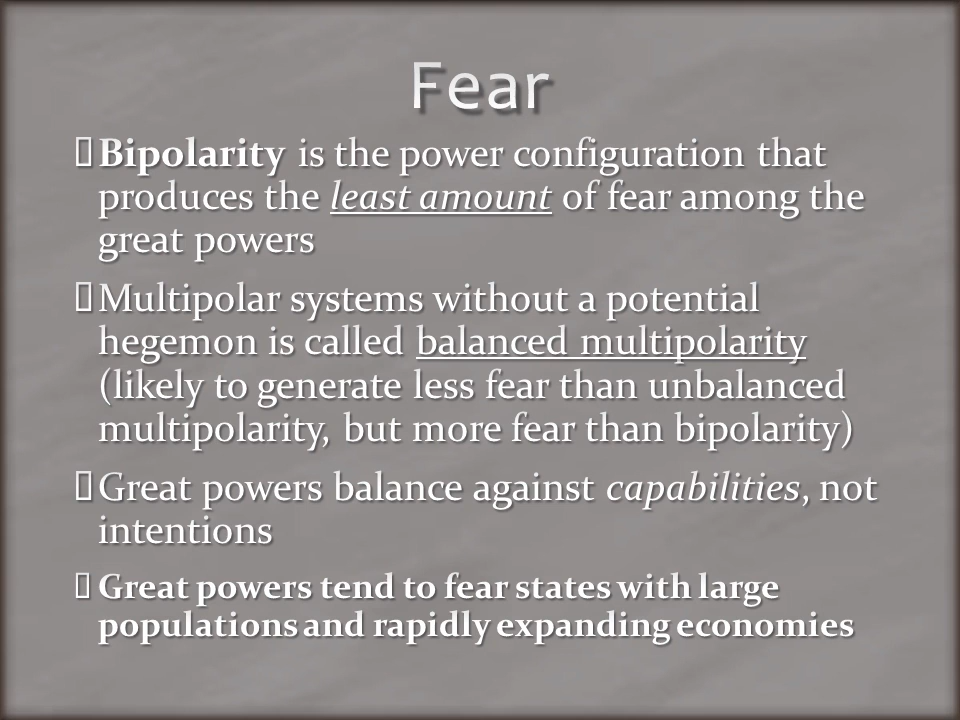 Fear
Bipolarity is the power configuration that
produces the least amount of fear among the
great powers
Multipolar systems without a potential
hegemon is called balanced multipolarity
(likely to generate less fear than unbalanced
multipolarity, but more fear than bipolarity)
Great powers balance against capabilities, not
intentions
Great powers tend to fear states with large
populations and rapidly expanding economies